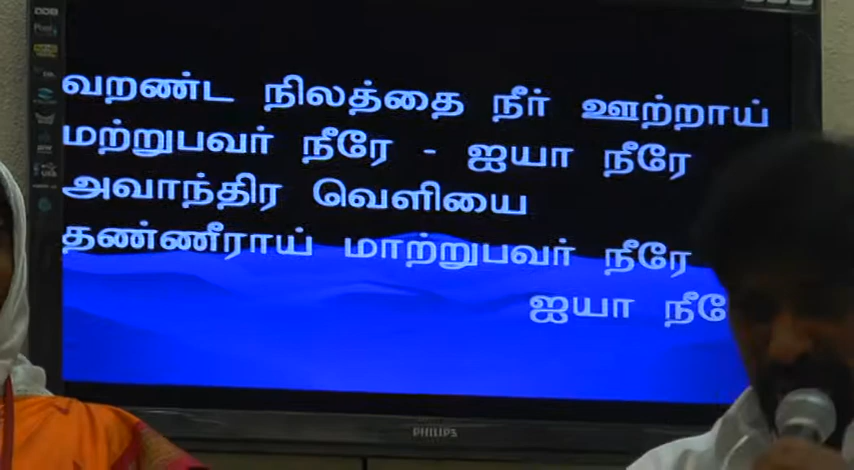 வறண்ட நிலத்தை நீர் ஊற்றாய்
மற்றுபவர் நீரே - ஐயா நீரே
அவாந்திர வெளியை
தண்ணீராய் மாற்றுபவர் நீரே
ஐயா நீரே
PHILIPS